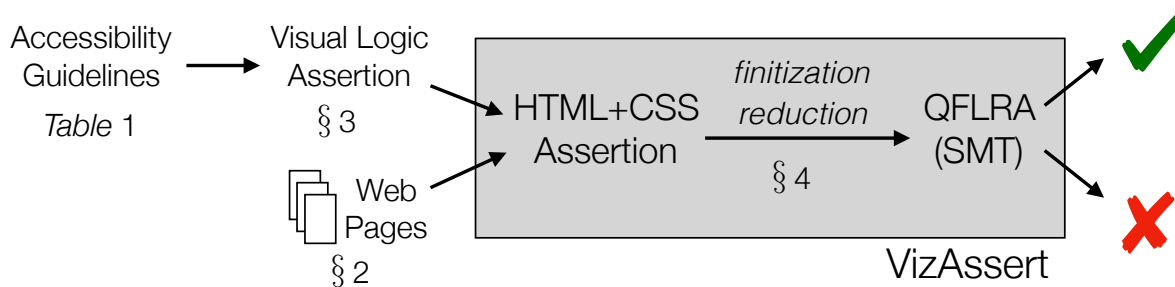 Accessibility
Guidelines
Table 1
Visual Logic
Assertion
§ 3
Web
Pages
§ 2
HTML+CSS
Assertion
finitization
reduction
§ 4
QFLRA
(SMT)
VizAssert